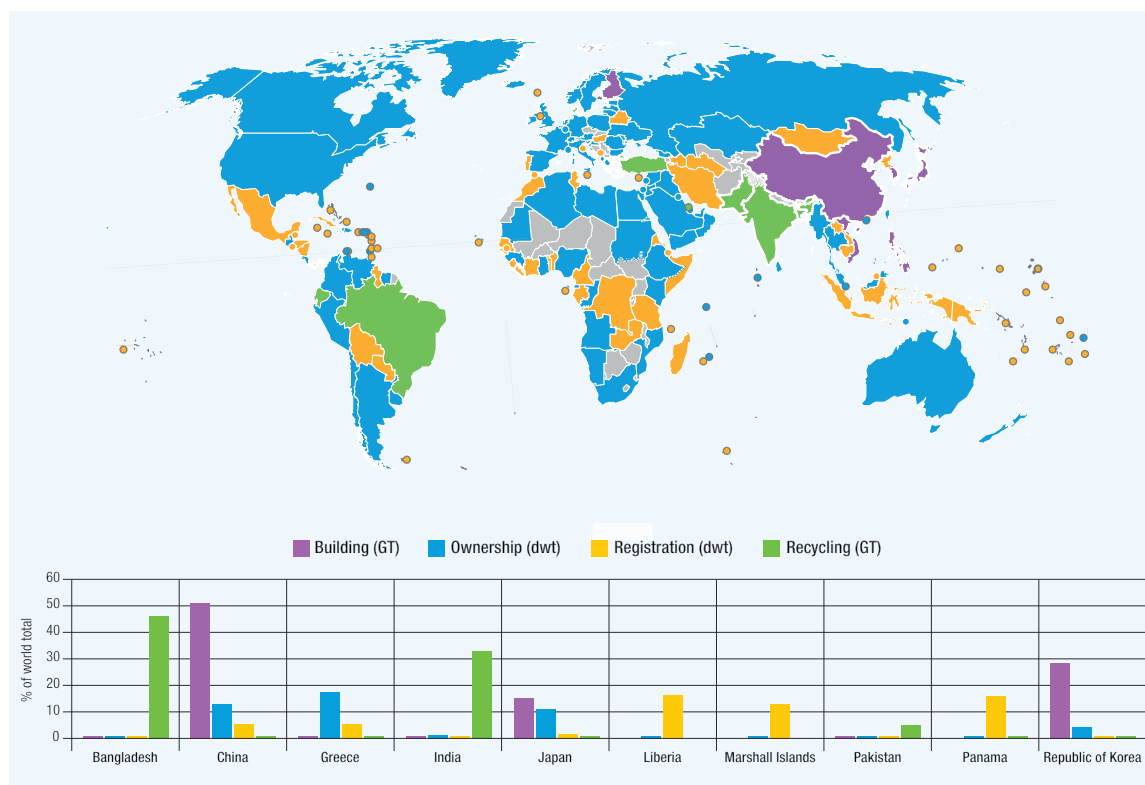 Building (GT) Ownership (dwt) Registration (dwt) Recycling (GT)
% of world total
60
50
40
30
20
10
0
Bangladesh China Greece India Japan Liberia Marshall Islands Pakistan Panama Republic of Korea